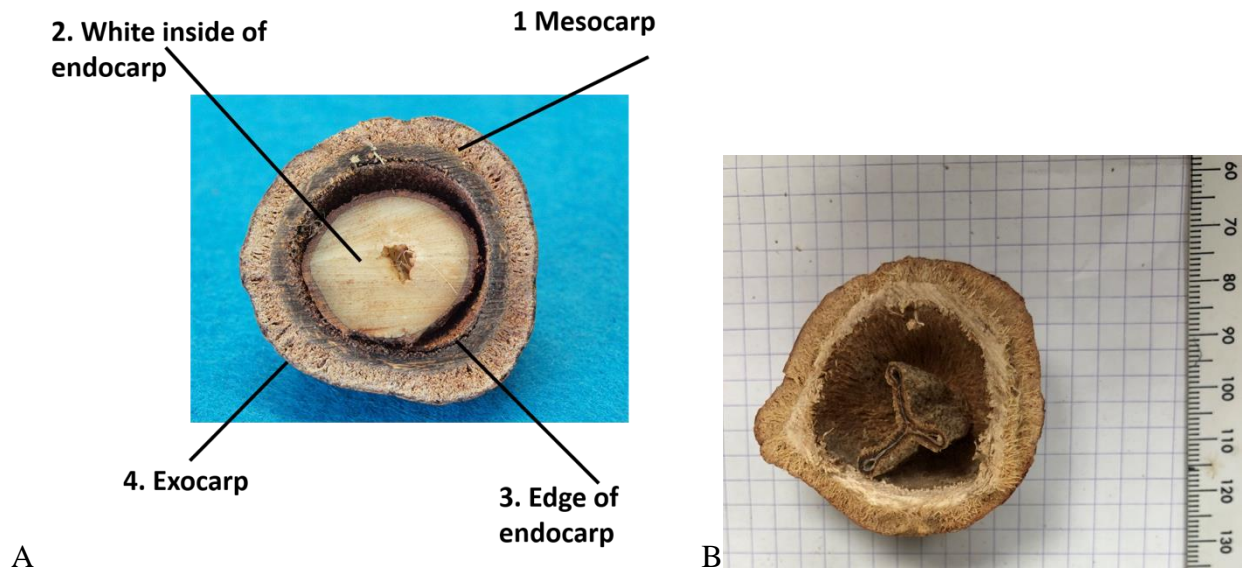 2. White inside of
endocarp
1 Mesocarp
4. Exocarp
3. Edge of
endocarp
A
B
60
70
80
90
100
110
120
130